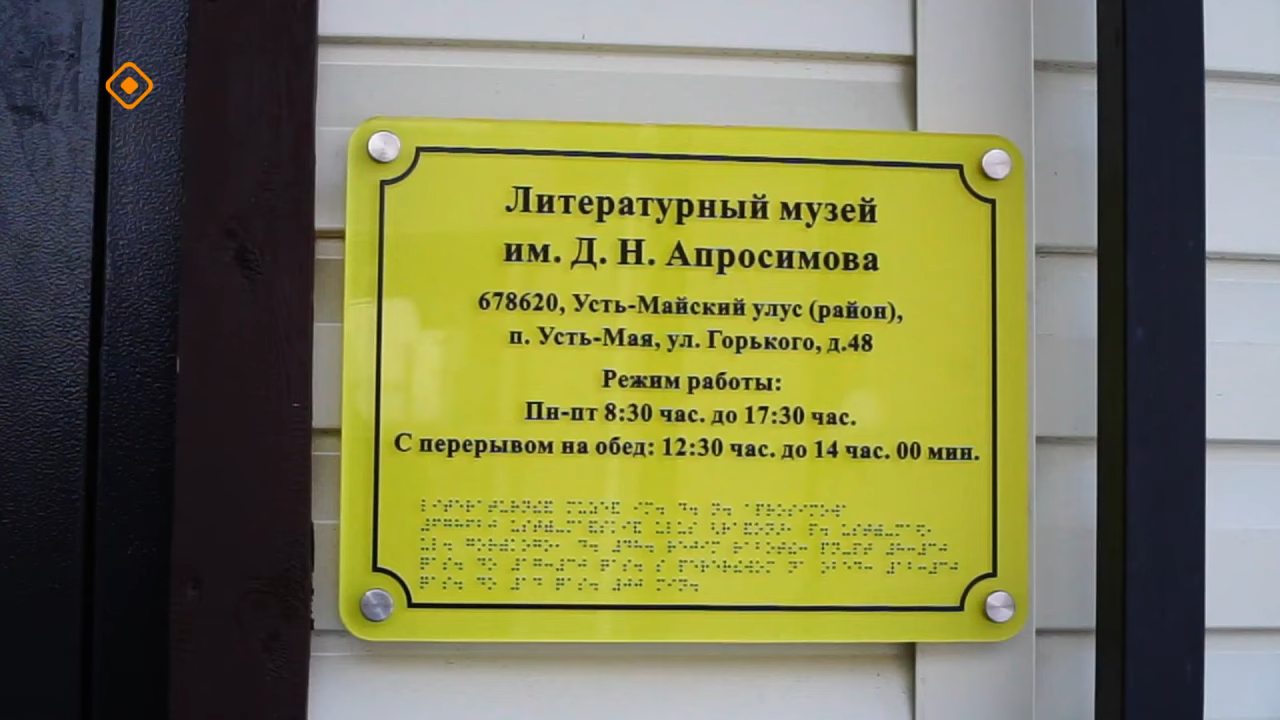 Литературный музей
им. Д. Н. Апросимова
678620, Усть-Майский улус (район),
п. Усть-Мая, ул. Горького, д.48
Режим работы:
Пн-пт 8:30 час. до 17:30 час.
С перерывом на обед: 12:30 час. до 14 час. 00 мин.